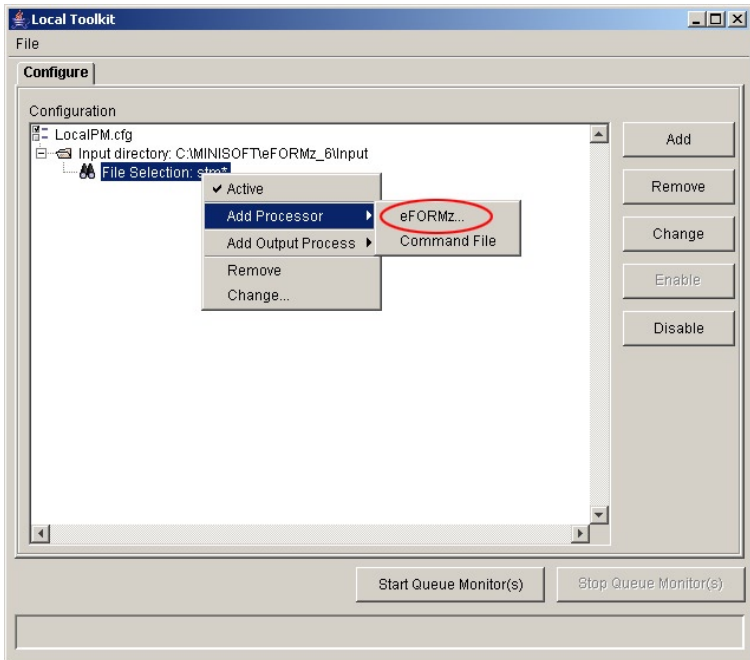 Local Toolkit
File
Configure
Configuration
LocalPM.cfg
Input directory: C:\MINISOFT\eFORMz_6\Input
File Selection: stm*
Active
Add Processor
eFORMz...
Command File
Add Output Process
Remove
Change...
Add
Remove
Change
Enable
Disable
Start Queue Monitor(s)
Stop Queue Monitor(s)